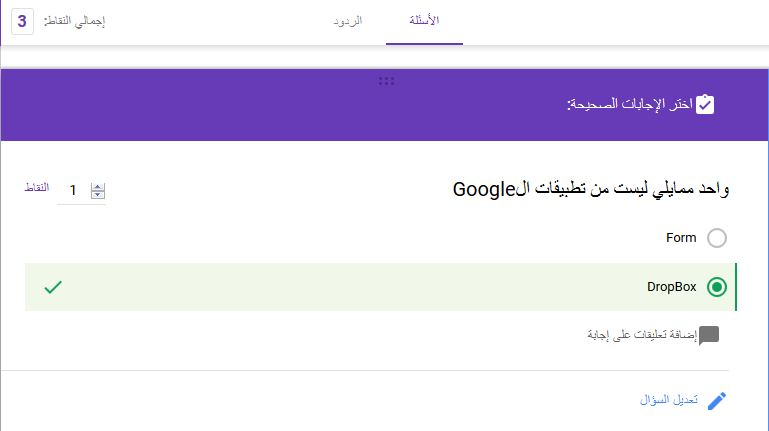 الأسئلة الردود إجمالي النقاط: 3
اختر الإجابات الصحيحة:
واحد ممايلي ليست من تطبيقات الGoogle 1 النقاط
Form
DropBox
إضافة تعليقات على إجابة
تعديل السؤال